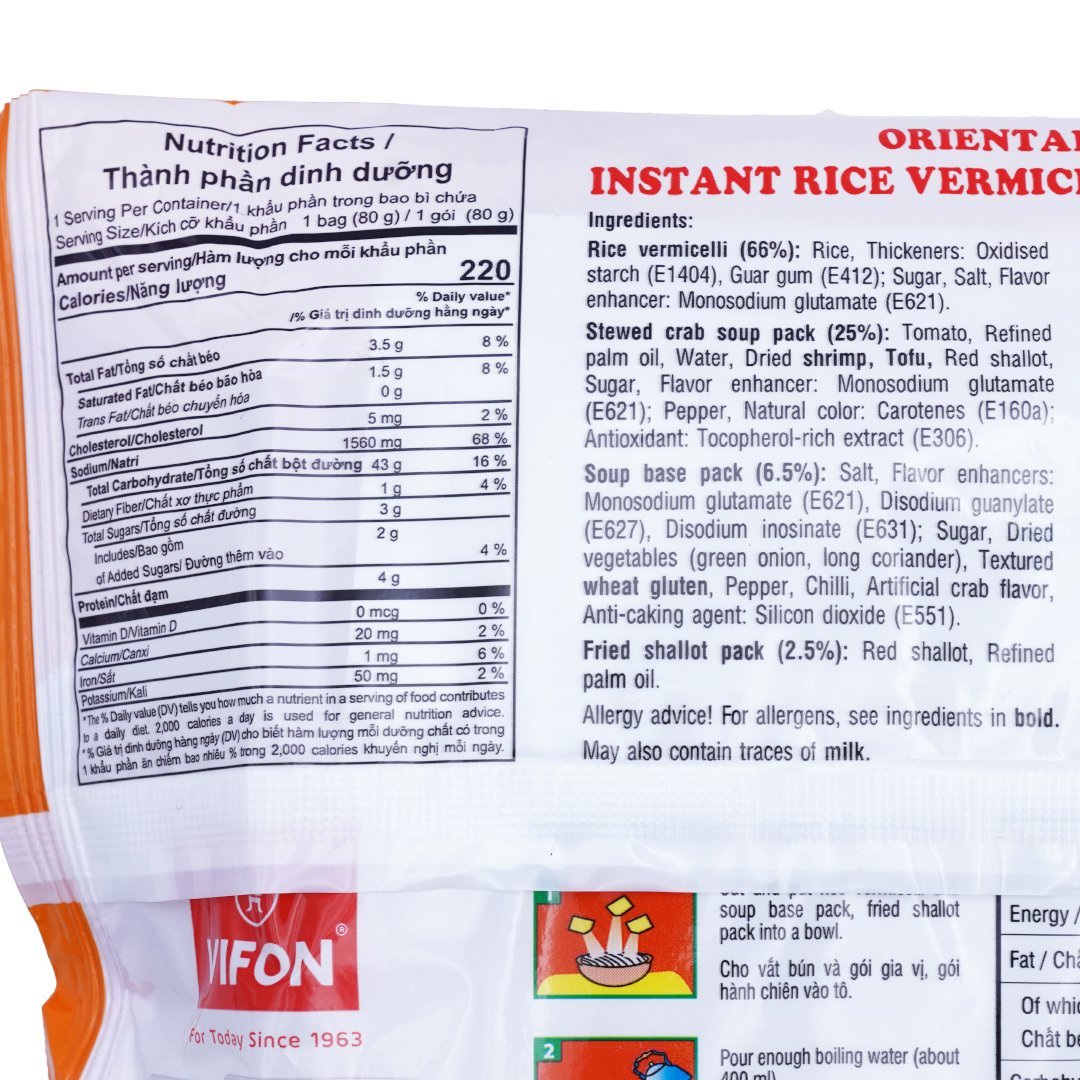 Nutrition Facts /
Thành phần dinh dưỡng
1 Serving Per Container/1 khẩu phần trong bao bì chứa
Serving Size/Kích cỡ khẩu phần 1 bag (80 g) / 1 gói (80 g)
Amount per serving/Hàm lượng cho mỗi khẩu phần
Calories/Năng lượng 220
% Daily value*
/% Giá trị dinh dưỡng hằng ngày*
Total Fat/Tổng số chất béo 3.5 g 8 %
Saturated Fat/Chất béo bão hòa 1.5 g 8 %
Trans Fat/Chất béo chuyển hóa 0 g
Cholesterol/Cholesterol 5 mg 2 %
Sodium/Natri 1560 mg 68 %
Total Carbohydrate/Tổng số chất bột đường 43 g 16 %
Dietary Fiber/Chất xơ thực phẩm 1 g 4 %
Total Sugars/Tổng số chất đường 3 g
Includes/Bao gồm 2 g
of Added Sugars/ Đường thêm vào 4 %
Protein/Chất đạm 4 g
Vitamin D/Vitamin D 0 mcg 0 %
Calcium/Canxi 20 mg 2 %
Iron/Sắt 1 mg 6 %
Potassium/Kali 50 mg 2 %
*The % Daily value (DV) tells you how much a nutrient in a serving of food contributes
to a daily diet. 2,000 calories a day is used for general nutrition advice.
*% Giá trị dinh dưỡng hàng ngày (DV) cho biết hàm lượng mỗi dưỡng chất có trong
1 khẩu phần ăn chiếm bao nhiêu % trong 2,000 calories khuyến nghị mỗi ngày.
ORIENTAL
INSTANT RICE VERMICE
Ingredients:
Rice vermicelli (66%): Rice, Thickeners: Oxidised
starch (E1404), Guar gum (E412); Sugar, Salt, Flavor
enhancer: Monosodium glutamate (E621).
Stewed crab soup pack (25%): Tomato, Refined
palm oil, Water, Dried shrimp, Tofu, Red shallot,
Sugar, Flavor enhancer: Monosodium glutamate
(E621); Pepper, Natural color: Carotenes (E160a);
Antioxidant: Tocopherol-rich extract (E306).
Soup base pack (6.5%): Salt, Flavor enhancers:
Monosodium glutamate (E621), Disodium guanylate
(E627), Disodium inosinate (E631); Sugar, Dried
vegetables (green onion, long coriander), Textured
wheat gluten, Pepper, Chilli, Artificial crab flavor,
Anti-caking agent: Silicon dioxide (E551).
Fried shallot pack (2.5%): Red shallot, Refined
palm oil.
Allergy advice! For allergens, see ingredients in bold.
May also contain traces of milk.
VIFON®
For Today Since 1963
1
soup base pack, fried shallot
pack into a bowl.
Cho vắt bún và gói gia vị, gói
hành chiên vào tô.
2
Pour enough boiling water (about
400 ml)
Energy /
Fat / Chấ
Of whic
Chất bé